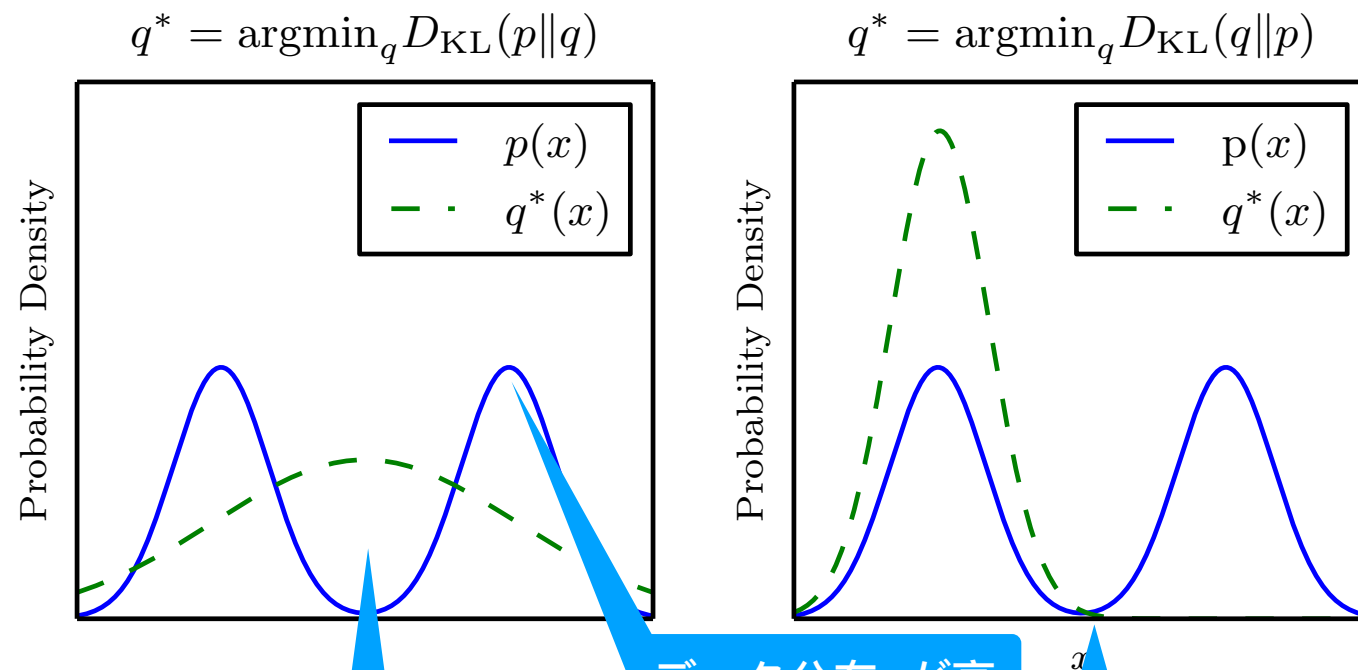 q* = argmin_q D_KL(p‖q)
q* = argmin_q D_KL(q‖p)
Probability Density
p(x)
q*(x)
Probability Density
p(x)
q*(x)
x